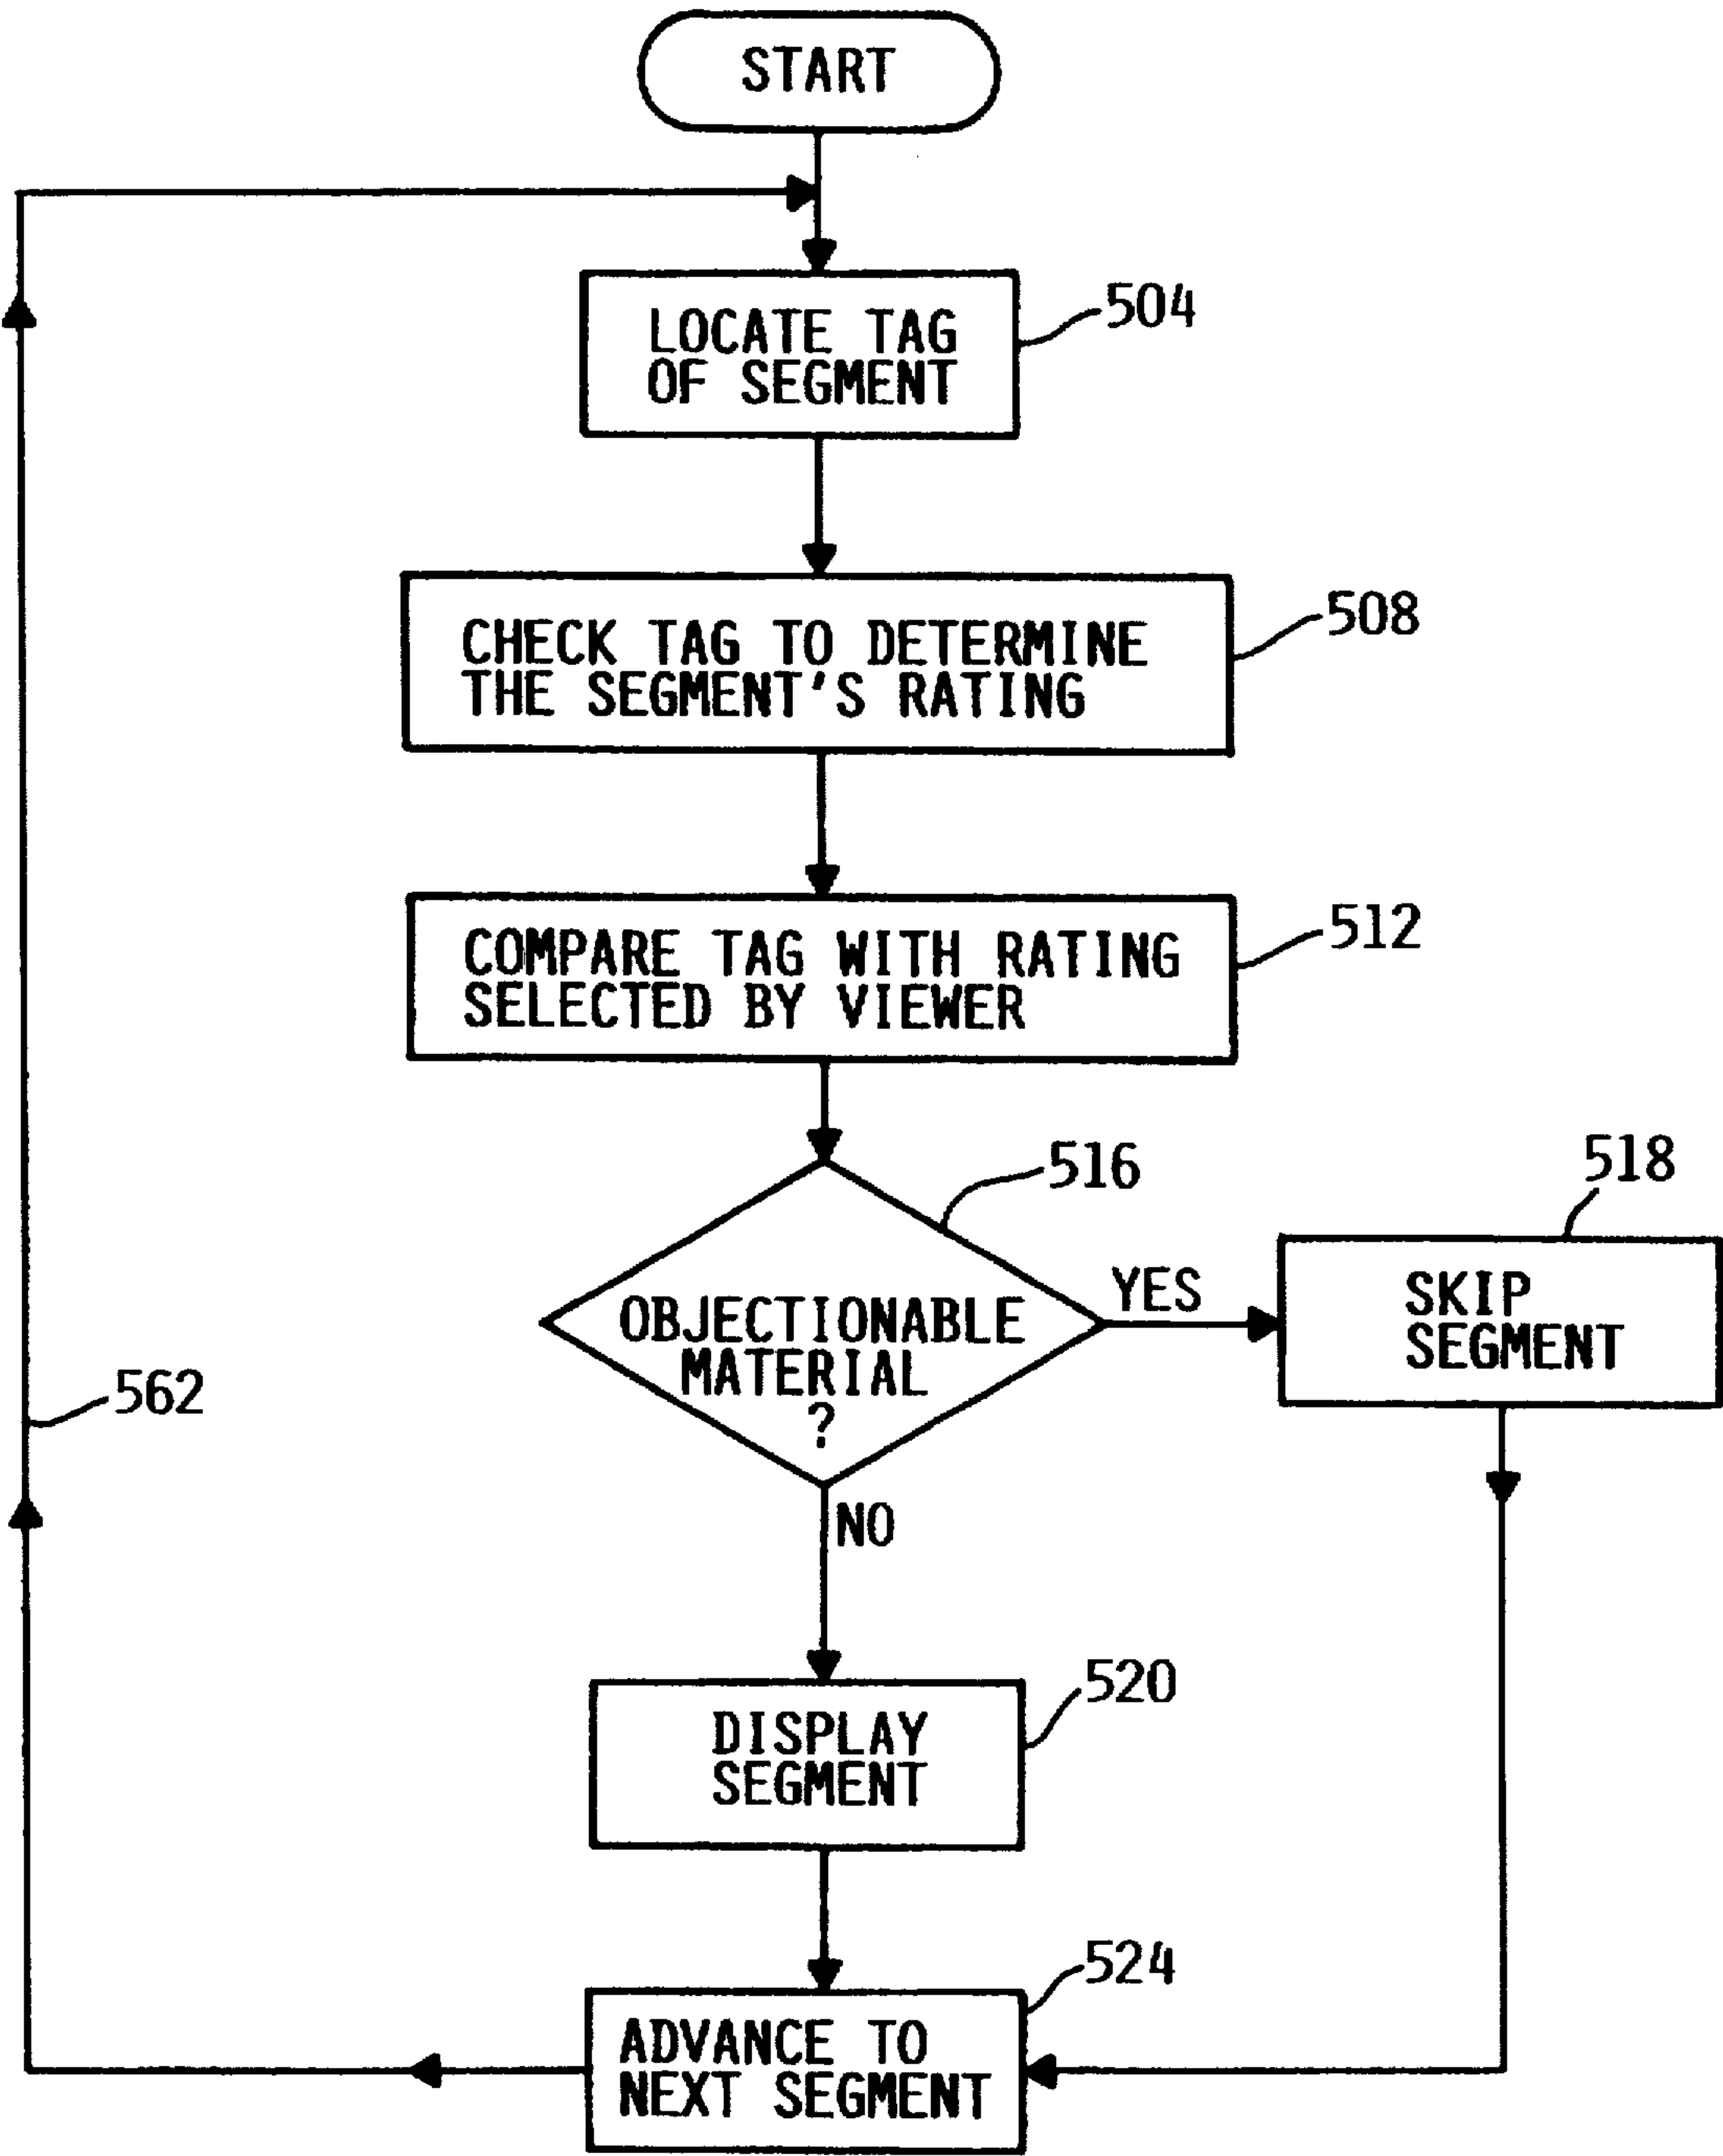 START
LOCATE TAG
OF SEGMENT
504
CHECK TAG TO DETERMINE
THE SEGMENT'S RATING
508
COMPARE TAG WITH RATING
SELECTED BY VIEWER
512
516
OBJECTIONABLE
MATERIAL
?
YES
518
SKIP
SEGMENT
562
NO
520
DISPLAY
SEGMENT
524
ADVANCE TO
NEXT SEGMENT